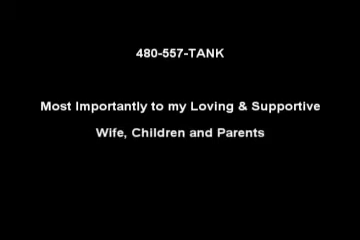 480-557-TANK
Most Importantly to my Loving & Supportive
Wife, Children and Parents